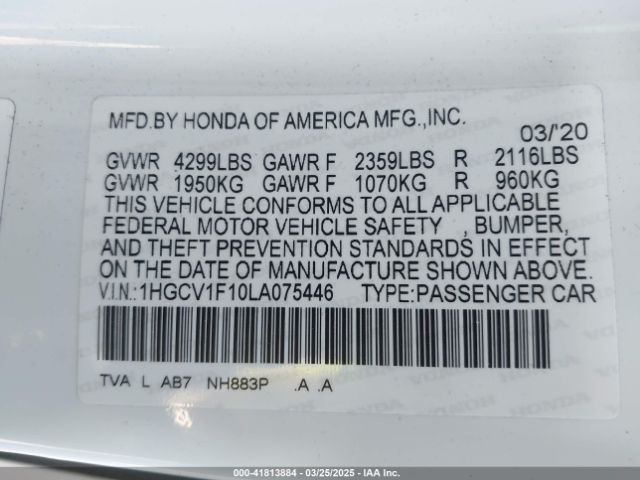 MFD.BY HONDA OF AMERICA MFG.,INC.
03/'20
GVWR 4299LBS GAWR F 2359LBS R 2116LBS
GVWR 1950KG GAWR F 1070KG R 960KG
THIS VEHICLE CONFORMS TO ALL APPLICABLE
FEDERAL MOTOR VEHICLE SAFETY , BUMPER,
AND THEFT PREVENTION STANDARDS IN EFFECT
ON THE DATE OF MANUFACTURE SHOWN ABOVE.
V.I.N.:1HGCV1F10LA075446 TYPE:PASSENGER CAR
TVA L AB7 NH883P .A .A
000-41813884 | 03/25/2025 | IAA Copart